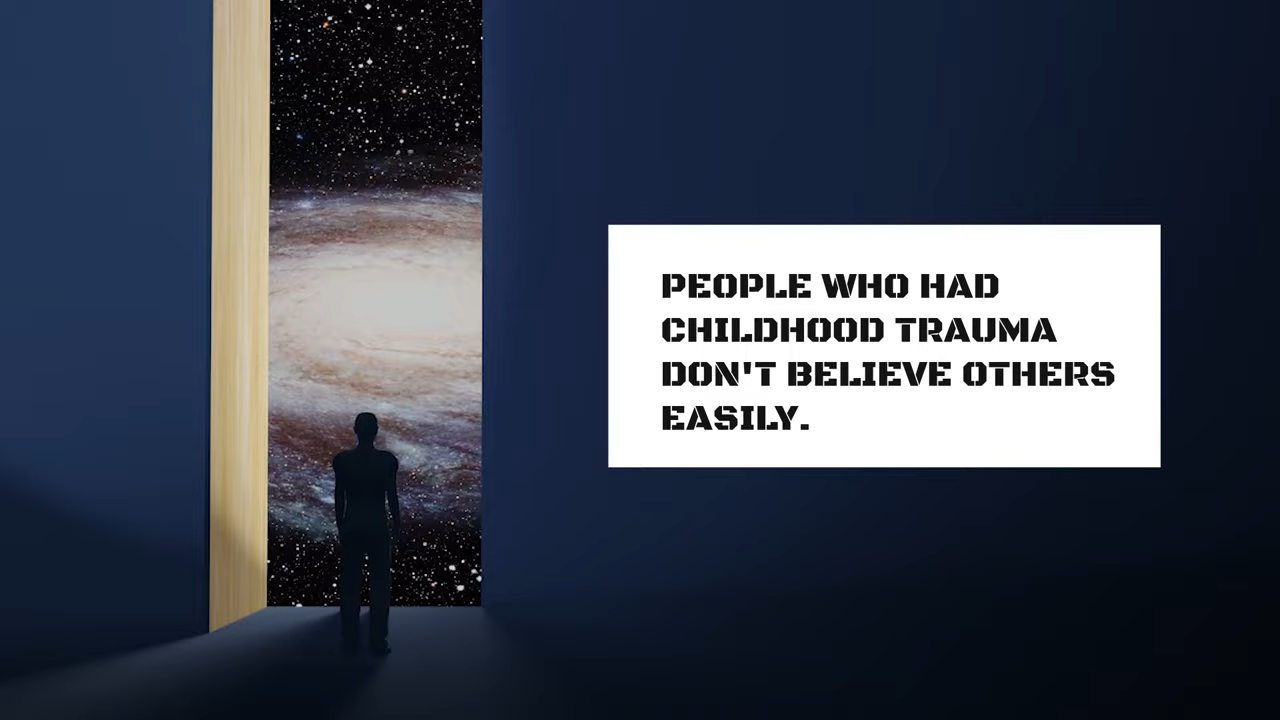 PEOPLE WHO HAD
CHILDHOOD TRAUMA
DON'T BELIEVE OTHERS
EASILY.